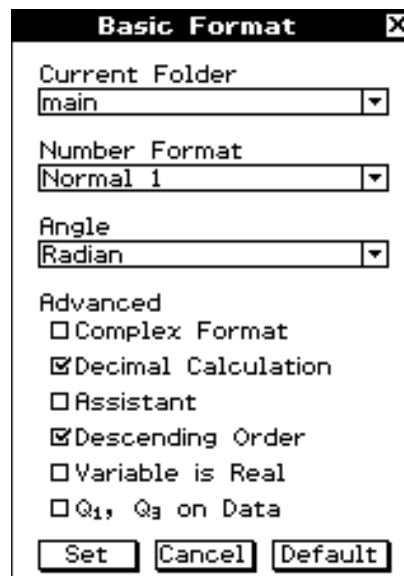 Basic Format
Current Folder
main
Number Format
Normal 1
Angle
Radian
Advanced
Complex Format
Decimal Calculation
Assistant
Descending Order
Variable is Real
Q₁, Q₃ on Data
Set Cancel Default